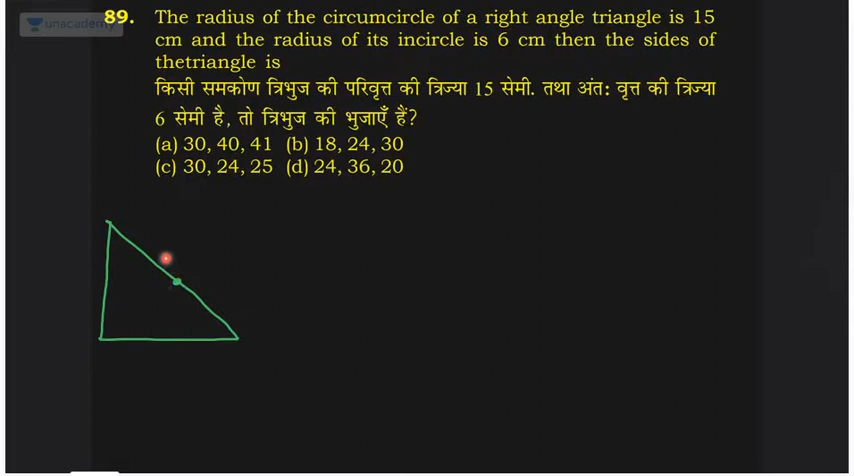 unacademy
89. The radius of the circumcircle of a right angle triangle is 15
cm and the radius of its incircle is 6 cm then the sides of
thetriangle is
किसी समकोण त्रिभुज की परिवृत्त की त्रिज्या 15 सेमी. तथा अंत: वृत्त की त्रिज्या
6 सेमी है, तो त्रिभुज की भुजाएँ हैं?
(a) 30, 40, 41 (b) 18, 24, 30
(c) 30, 24, 25 (d) 24, 36, 20